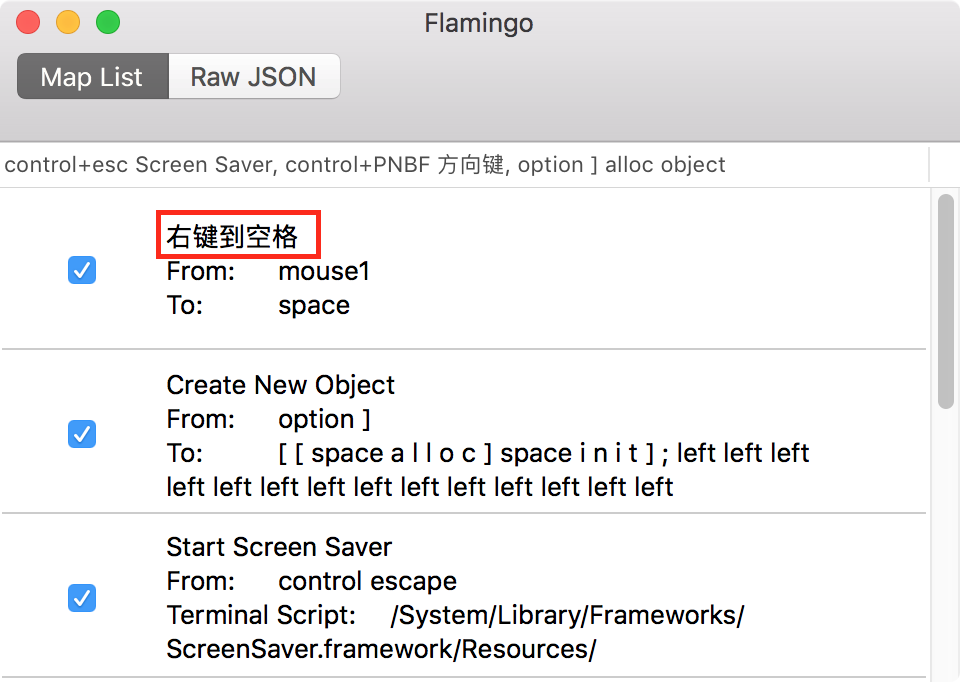 Flamingo
Map List Raw JSON
control+esc Screen Saver, control+PNBF 方向键, option ] alloc object
右键到空格
From: mouse1
To: space
Create New Object
From: option ]
To: [ [ space a l l o c ] space i n i t ] ; left left left
left left left left left left left left left left left
Start Screen Saver
From: control escape
Terminal Script: /System/Library/Frameworks/
ScreenSaver.framework/Resources/